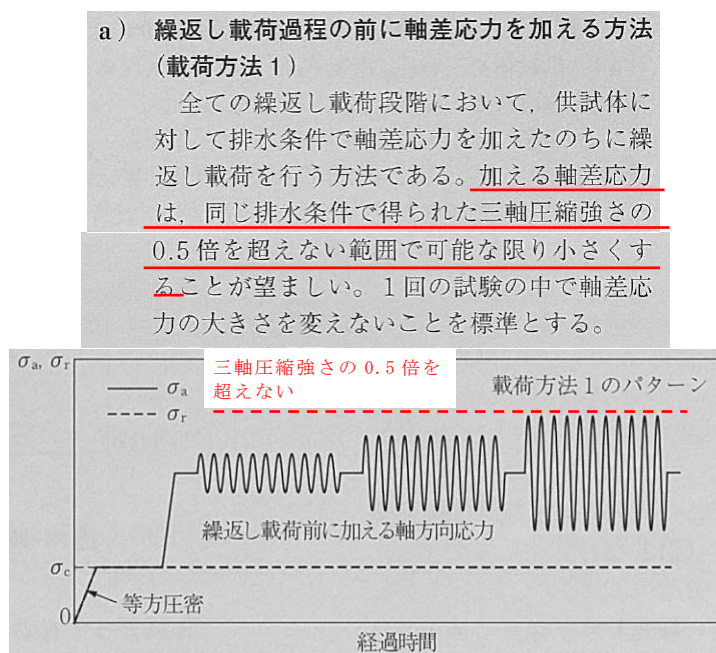 a) 繰返し載荷過程の前に軸差応力を加える方法
(載荷方法1)
全ての繰返し載荷段階において，供試体に
対して排水条件で軸差応力を加えたのちに繰
返し載荷を行う方法である。加える軸差応力
は，同じ排水条件で得られた三軸圧縮強さの
0.5倍を超えない範囲で可能な限り小さくす
ることが望ましい。1回の試験の中で軸差応
力の大きさを変えないことを標準とする。
σa, σr
三軸圧縮強さの 0.5 倍を
超えない
載荷方法1のパターン
σa
σr
繰返し載荷前に加える軸方向応力
σc
等方圧密
0
経過時間